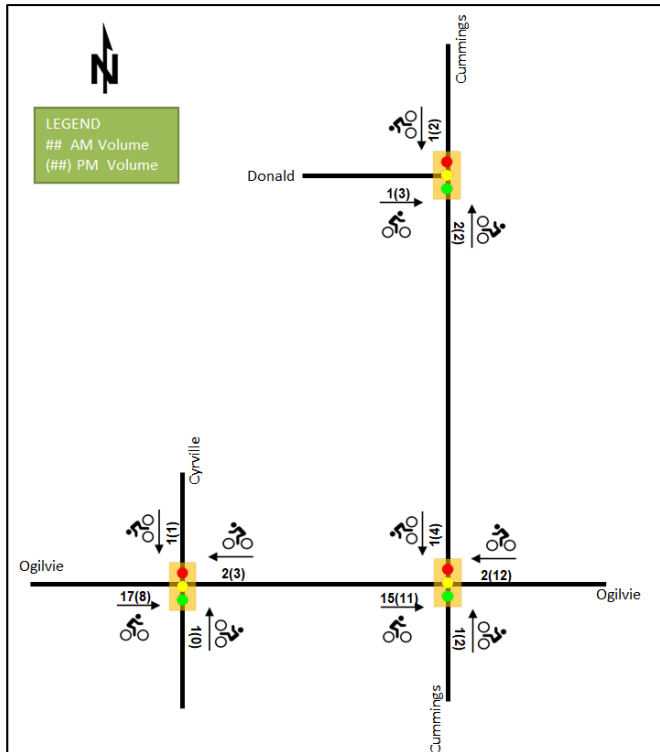 N
LEGEND
## AM Volume
(##) PM Volume
Cummings
1(2)
Donald
1(3)
2(2)
Cyrville
1(1)
1(4)
Ogilvie
2(3)
2(12)
Ogilvie
17(8)
15(11)
1(0)
1(2)
Cummings